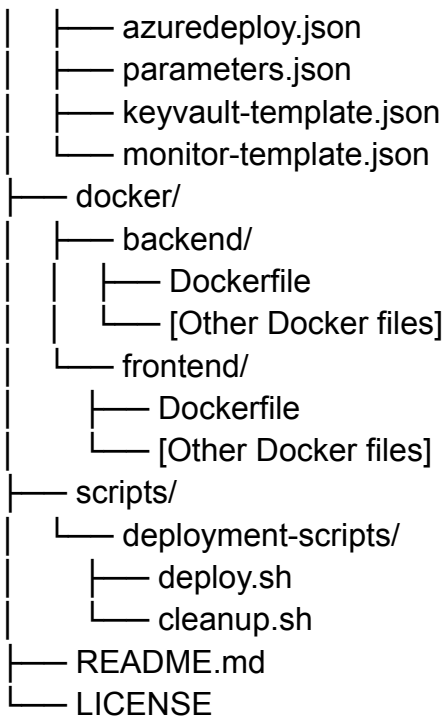 │   ├── azuredeploy.json
│   ├── parameters.json
│   ├── keyvault-template.json
│   └── monitor-template.json
├── docker/
│   ├── backend/
│   │   ├── Dockerfile
│   │   └── [Other Docker files]
│   └── frontend/
│       ├── Dockerfile
│       └── [Other Docker files]
├── scripts/
│   └── deployment-scripts/
│       ├── deploy.sh
│       └── cleanup.sh
├── README.md
└── LICENSE